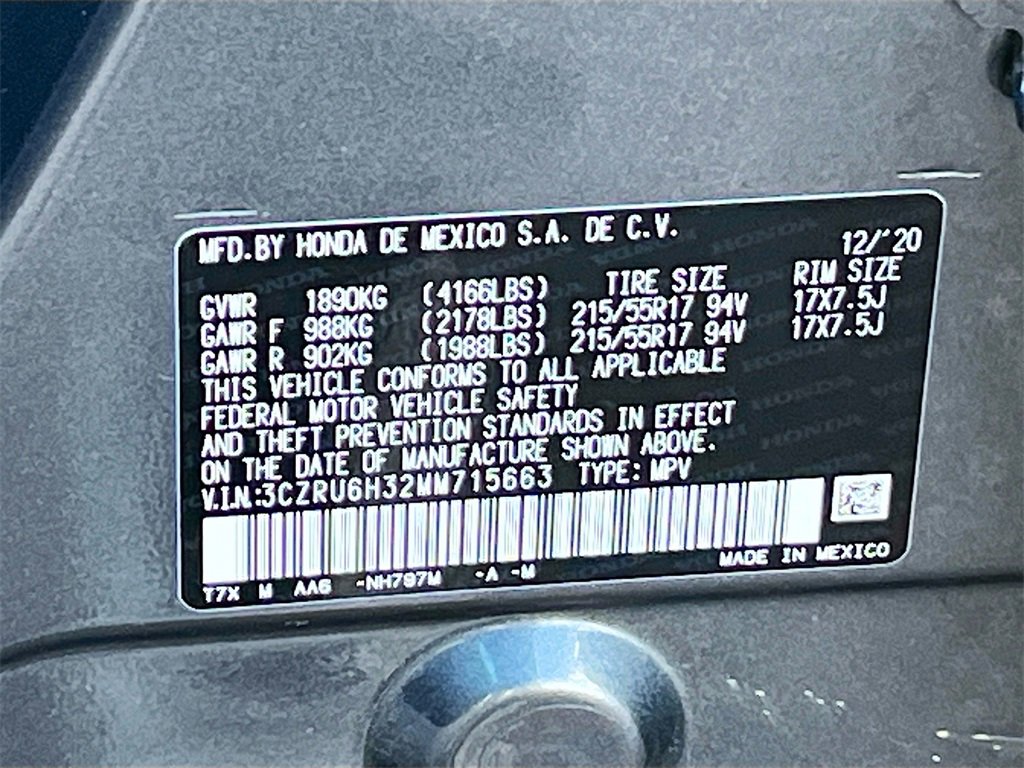 MFD.BY HONDA DE MEXICO S.A. DE C.V.
12/'20
TIRE SIZE RIM SIZE
GVWR 1890KG (4166LBS)
GAWR F 988KG (2178LBS) 215/55R17 94V 17X7.5J
GAWR R 902KG (1988LBS) 215/55R17 94V 17X7.5J
THIS VEHICLE CONFORMS TO ALL APPLICABLE
FEDERAL MOTOR VEHICLE SAFETY
AND THEFT PREVENTION STANDARDS IN EFFECT
ON THE DATE OF MANUFACTURE SHOWN ABOVE.
V.I.N.:3CZRU6H32MM715663 TYPE: MPV
MADE IN MEXICO
T7X M AA6 -NH797M -A -M